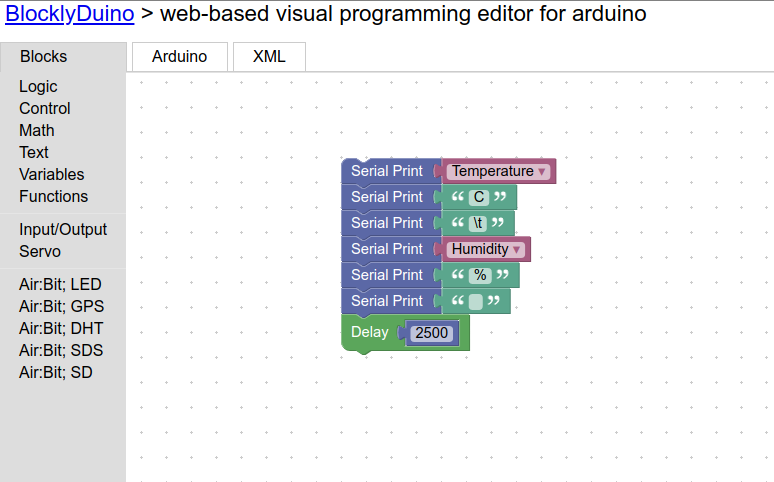 BlocklyDuino > web-based visual programming editor for arduino
Blocks Arduino XML
Logic
Control
Math
Text
Variables
Functions
Input/Output
Servo
Air:Bit; LED
Air:Bit; GPS
Air:Bit; DHT
Air:Bit; SDS
Air:Bit; SD
Serial Print Temperature ▾
Serial Print “ C ”
Serial Print “ \t ”
Serial Print Humidity ▾
Serial Print “ % ”
Serial Print “ ”
Delay 2500